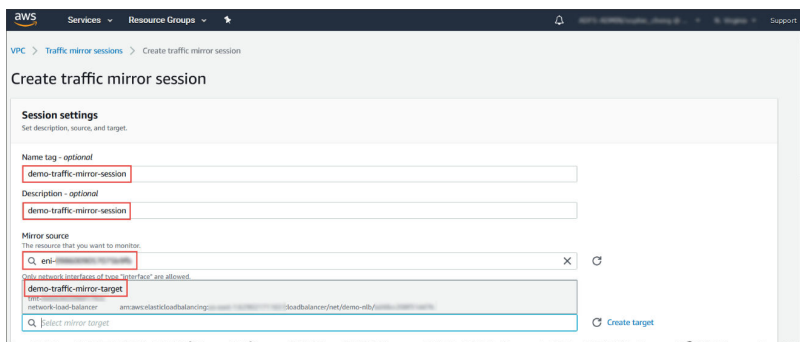 aws Services Resource Groups Support
VPC > Traffic mirror sessions > Create traffic mirror session
Create traffic mirror session
Session settings
Set description, source, and target.
Name tag - optional
demo-traffic-mirror-session
Description - optional
demo-traffic-mirror-session
Mirror source
The resource that you want to monitor.
eni-
Only network interfaces of type "interface" are allowed.
demo-traffic-mirror-target
network-load-balancer arn:aws:elasticloadbalancing: :loadbalancer/net/demo-nlb/
Select mirror target
Create target